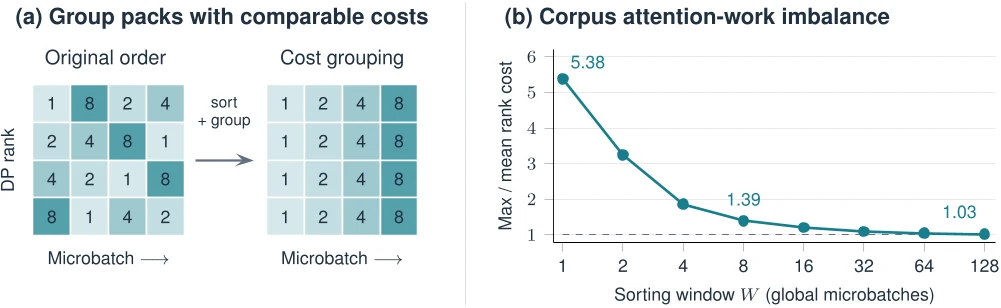 (a) Group packs with comparable costs
Original order
Cost grouping
DP rank
1 8 2 4
2 4 8 1
4 2 1 8
8 1 4 2
sort
+ group
1 2 4 8
1 2 4 8
1 2 4 8
1 2 4 8
Microbatch ⟶
Microbatch ⟶
(b) Corpus attention-work imbalance
Max / mean rank cost
6
5
4
3
2
1
5.38
1.39
1.03
1 2 4 8 16 32 64 128
Sorting window W (global microbatches)